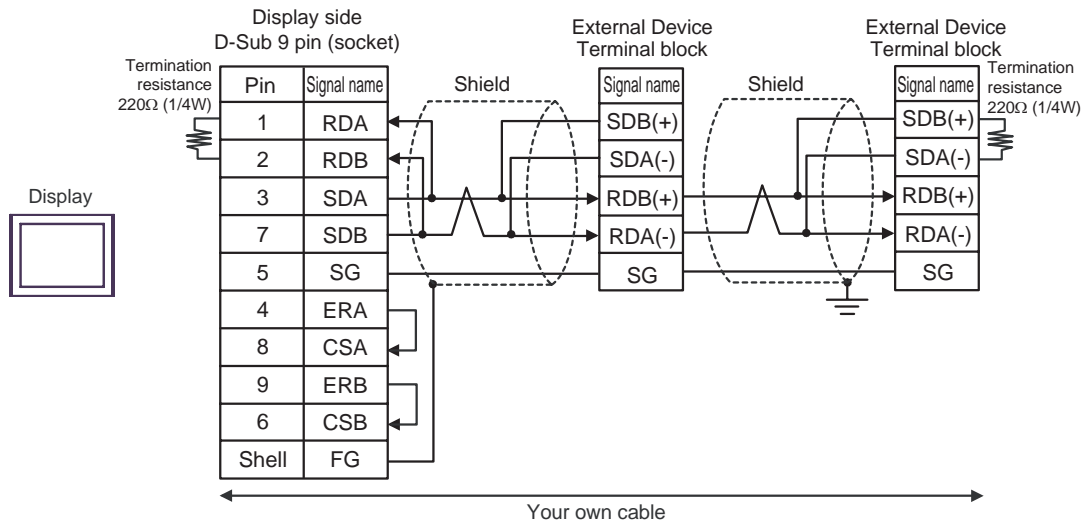 Display side
D-Sub 9 pin (socket)
External Device
Terminal block
External Device
Terminal block
Termination
resistance
220Ω (1/4W)
Pin Signal name
Shield
Signal name
Shield
Signal name
Termination
resistance
220Ω (1/4W)
1 RDA
SDB(+)
SDB(+)
2 RDB
SDA(-)
SDA(-)
Display
3 SDA
RDB(+)
RDB(+)
7 SDB
RDA(-)
RDA(-)
5 SG
SG
SG
4 ERA
8 CSA
9 ERB
6 CSB
Shell FG
Your own cable